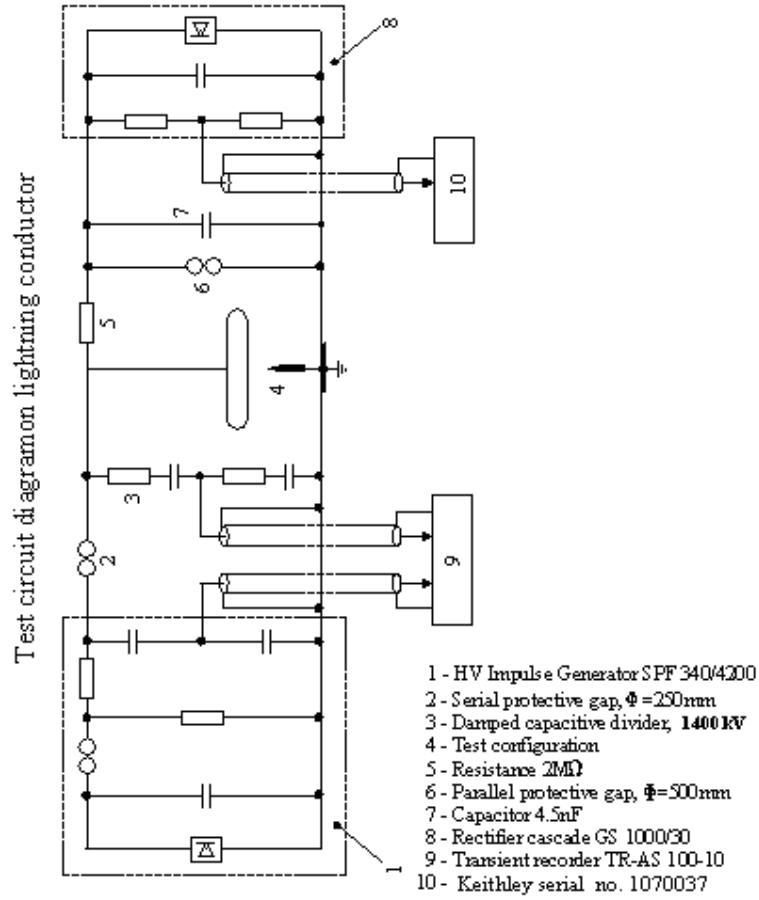 Test circuit diagramon lightning conductor
8
10
7
6
5
4
3
2
9
1
1 - HV Impulse Generator SPF 340/4200
2 - Serial protective gap, Φ=250mm
3 - Damped capacitive divider, 1400kV
4 - Test configuration
5 - Resistance 2MΩ
6 - Parallel protective gap, Φ=500mm
7 - Capacitor 4.5nF
8 - Rectifier cascade GS 1000/30
9 - Transient recorder TR-AS 100-10
10 - Keithley serial no. 1070037